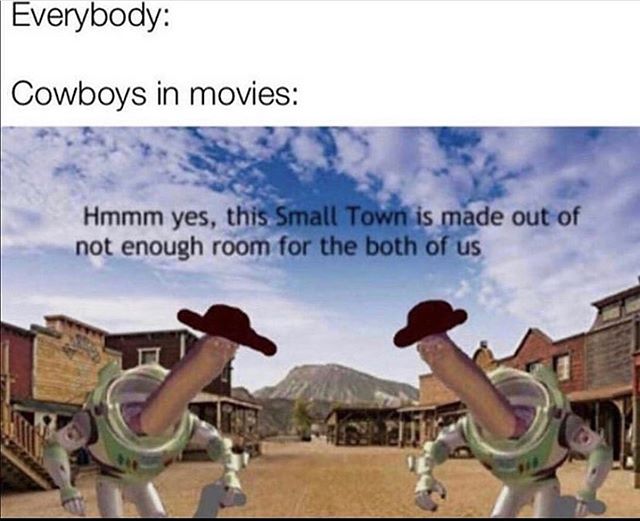 Everybody:
Cowboys in movies:
Hmmm yes, this Small Town is made out of
not enough room for the both of us